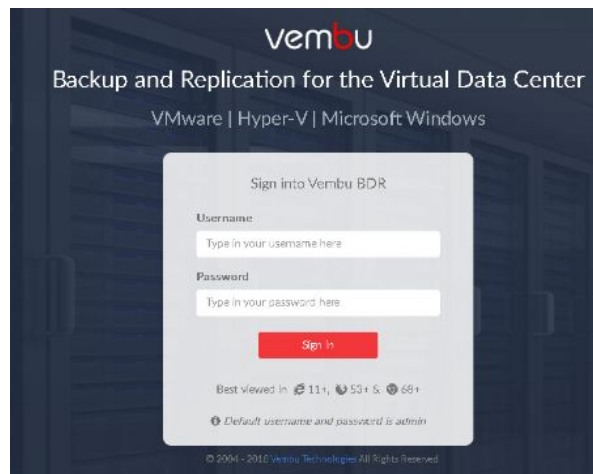 vembu
Backup and Replication for the Virtual Data Center
VMware | Hyper-V | Microsoft Windows
Sign into Vembu BDR
Username
Type in your username here
Password
Type in your password here
Sign In
Best viewed in 11+, 53+ & 68+
Default username and password is admin
© 2004 - 2018 Vembu Technologies All Rights Reserved